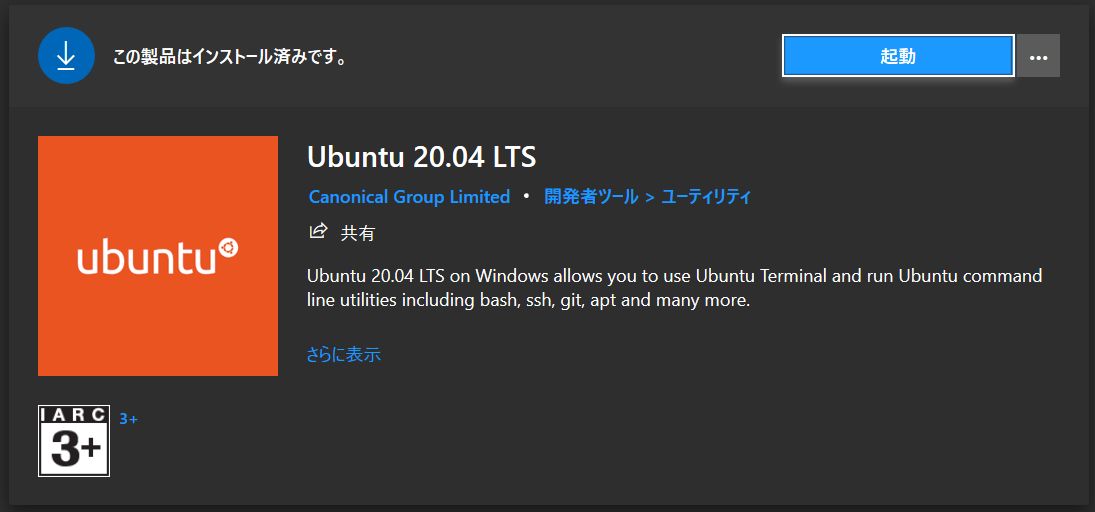 この製品はインストール済みです。
起動
...
Ubuntu 20.04 LTS
Canonical Group Limited • 開発者ツール > ユーティリティ
共有
ubuntu
Ubuntu 20.04 LTS on Windows allows you to use Ubuntu Terminal and run Ubuntu command
line utilities including bash, ssh, git, apt and many more.
さらに表示
IARC
3+
3+